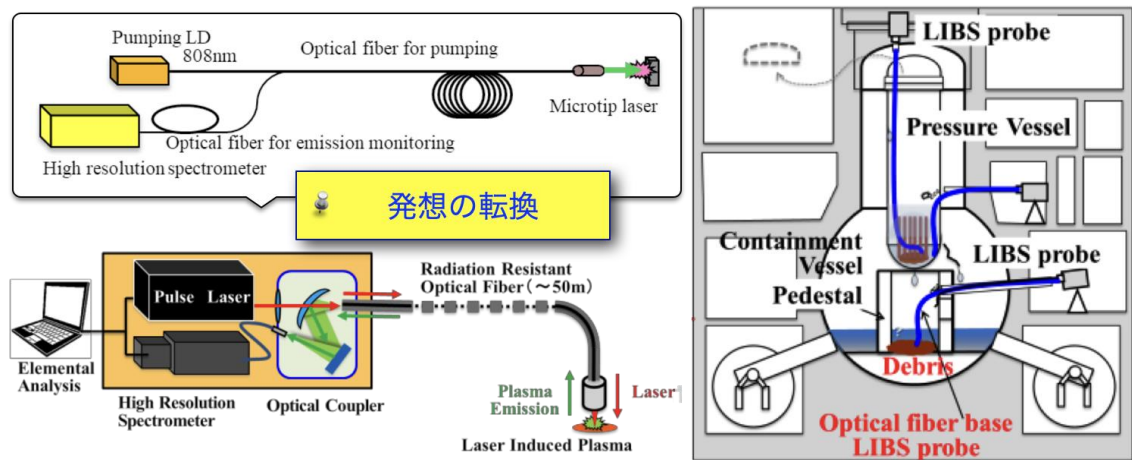 Pumping LD
808nm
Optical fiber for pumping
Microtip laser
Optical fiber for emission monitoring
High resolution spectrometer
発想の転換
Pulse Laser
Elemental
Analysis
High Resolution
Spectrometer
Optical Coupler
Radiation Resistant
Optical Fiber(～50m)
Plasma
Emission
Laser
Laser Induced Plasma
LIBS probe
Pressure Vessel
Containment
Vessel
LIBS probe
Pedestal
Debris
Optical fiber base
LIBS probe